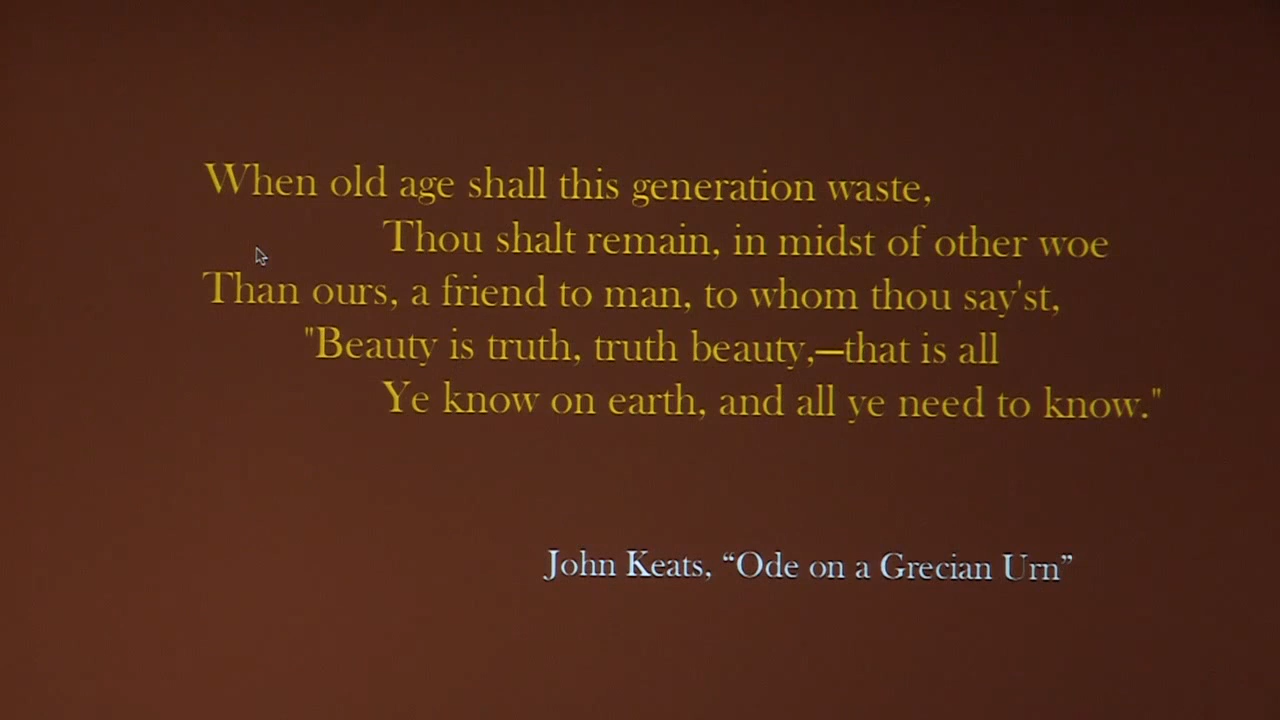 When old age shall this generation waste,
Thou shalt remain, in midst of other woe
Than ours, a friend to man, to whom thou say'st,
"Beauty is truth, truth beauty,—that is all
Ye know on earth, and all ye need to know."
John Keats, “Ode on a Grecian Urn”